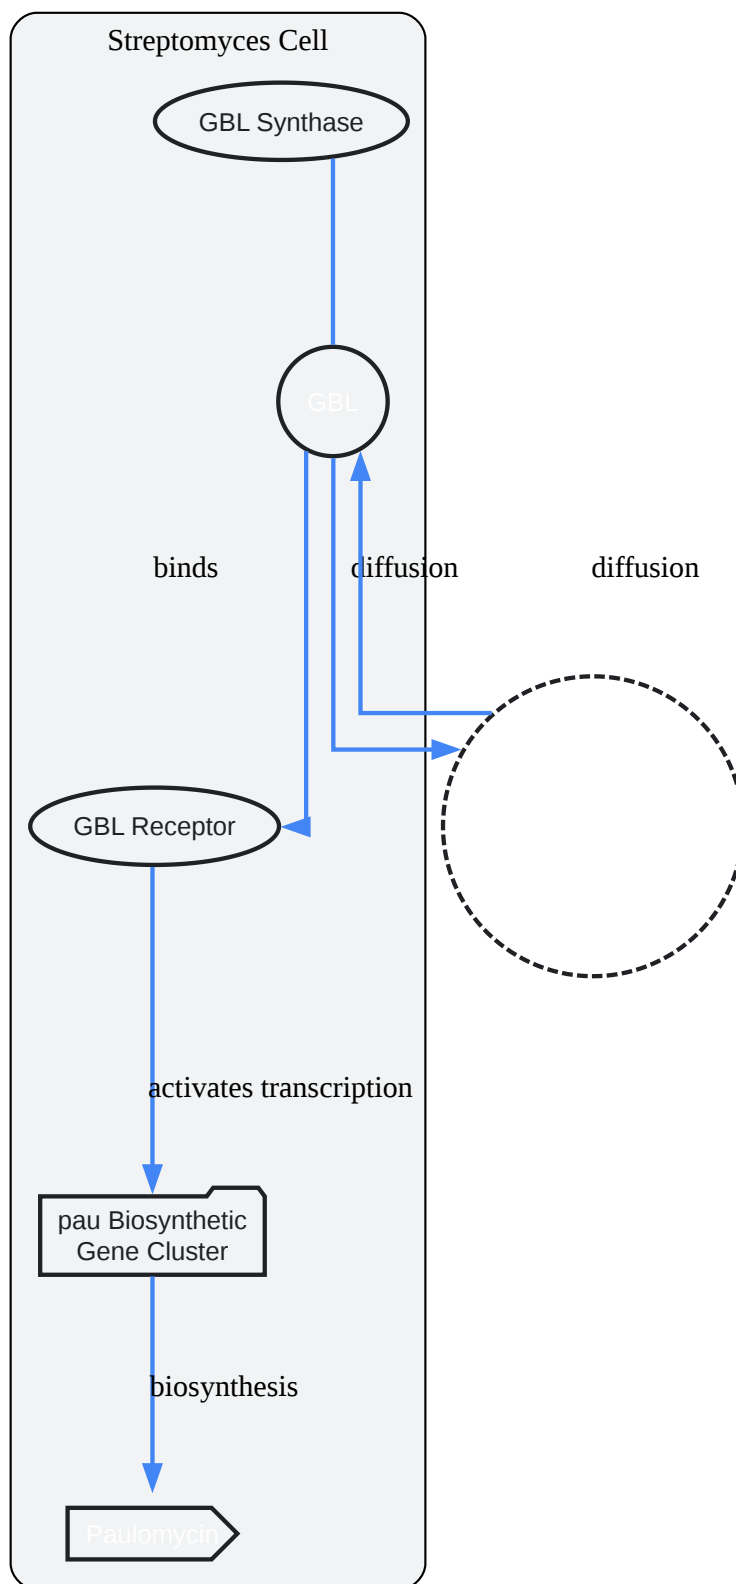 Streptomyces Cell
GBL Synthase
GBL
binds
diffusion
diffusion
GBL Receptor
activates transcription
pau Biosynthetic
Gene Cluster
biosynthesis
Paulomycin